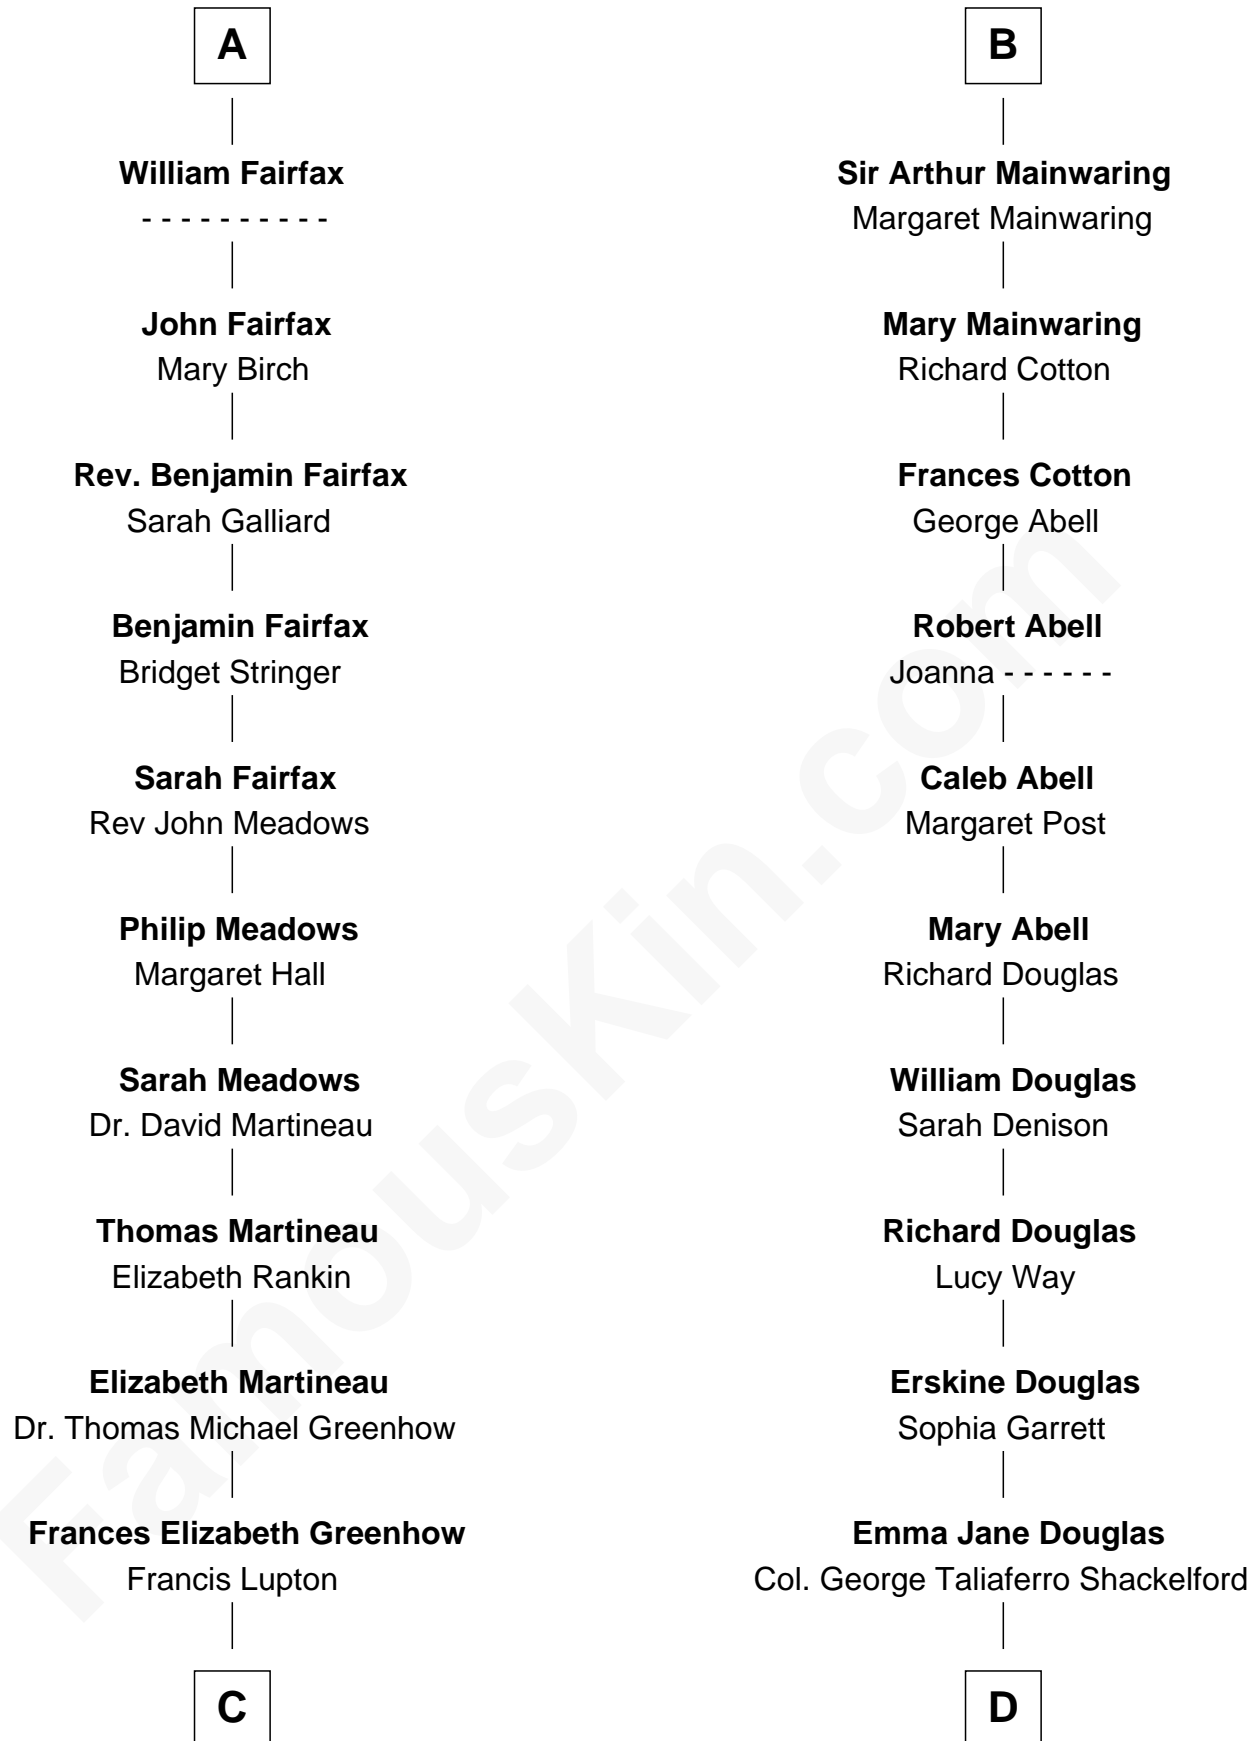 A
William Fairfax
- - - - - - - - - -
John Fairfax
Mary Birch
Rev. Benjamin Fairfax
Sarah Galliard
Benjamin Fairfax
Bridget Stringer
Sarah Fairfax
Rev John Meadows
Philip Meadows
Margaret Hall
Sarah Meadows
Dr. David Martineau
Thomas Martineau
Elizabeth Rankin
Elizabeth Martineau
Dr. Thomas Michael Greenhow
Frances Elizabeth Greenhow
Francis Lupton
C
B
Sir Arthur Mainwaring
Margaret Mainwaring
Mary Mainwaring
Richard Cotton
Frances Cotton
George Abell
Robert Abell
Joanna - - - - - -
Caleb Abell
Margaret Post
Mary Abell
Richard Douglas
William Douglas
Sarah Denison
Richard Douglas
Lucy Way
Erskine Douglas
Sophia Garrett
Emma Jane Douglas
Col. George Taliaferro Shackelford
D
FamousKin.com